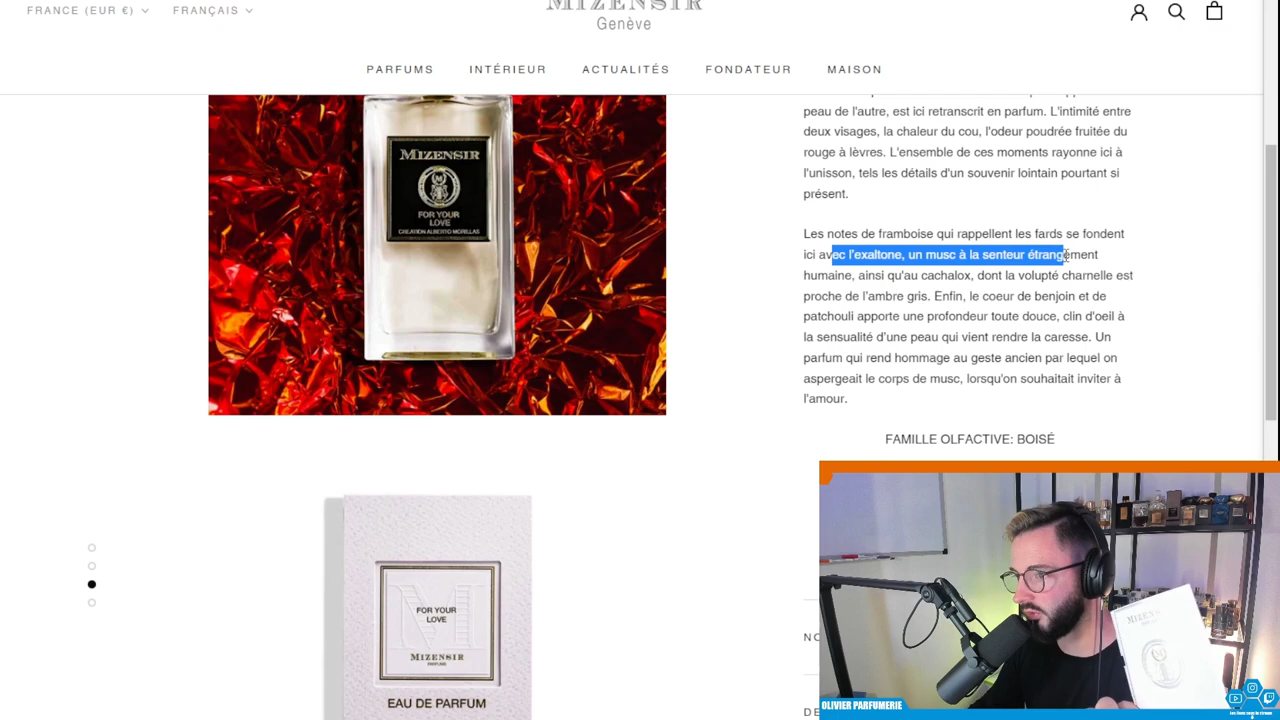 FRANCE (EUR €)
FRANÇAIS
MIZENSIR
Genève
PARFUMS
INTÉRIEUR
ACTUALITÉS
FONDATEUR
MAISON
peau de l'autre, est ici retranscrit en parfum. L'intimité entre
deux visages, la chaleur du cou, l'odeur poudrée fruitée du
rouge à lèvres. L'ensemble de ces moments rayonne ici à
l'unisson, tels les détails d'un souvenir lointain pourtant si
présent.
Les notes de framboise qui rappellent les fards se fondent
ici avec l'exaltone, un musc à la senteur étrangement
humaine, ainsi qu'au cachalox, dont la volupté charnelle est
proche de l'ambre gris. Enfin, le coeur de benjoin et de
patchouli apporte une profondeur toute douce, clin d'oeil à
la sensualité d'une peau qui vient rendre la caresse. Un
parfum qui rend hommage au geste ancien par lequel on
aspergeait le corps de musc, lorsqu'on souhaitait inviter à
l'amour.
FAMILLE OLFACTIVE: BOISÉ
MIZENSIR
FOR YOUR
LOVE
CREATION ALBERTO MORILLAS
M
FOR YOUR
LOVE
MIZENSIR
PARFUMS
EAU DE PARFUM
NO
DE
MIZENSIR
OLIVIER PARFUMERIE